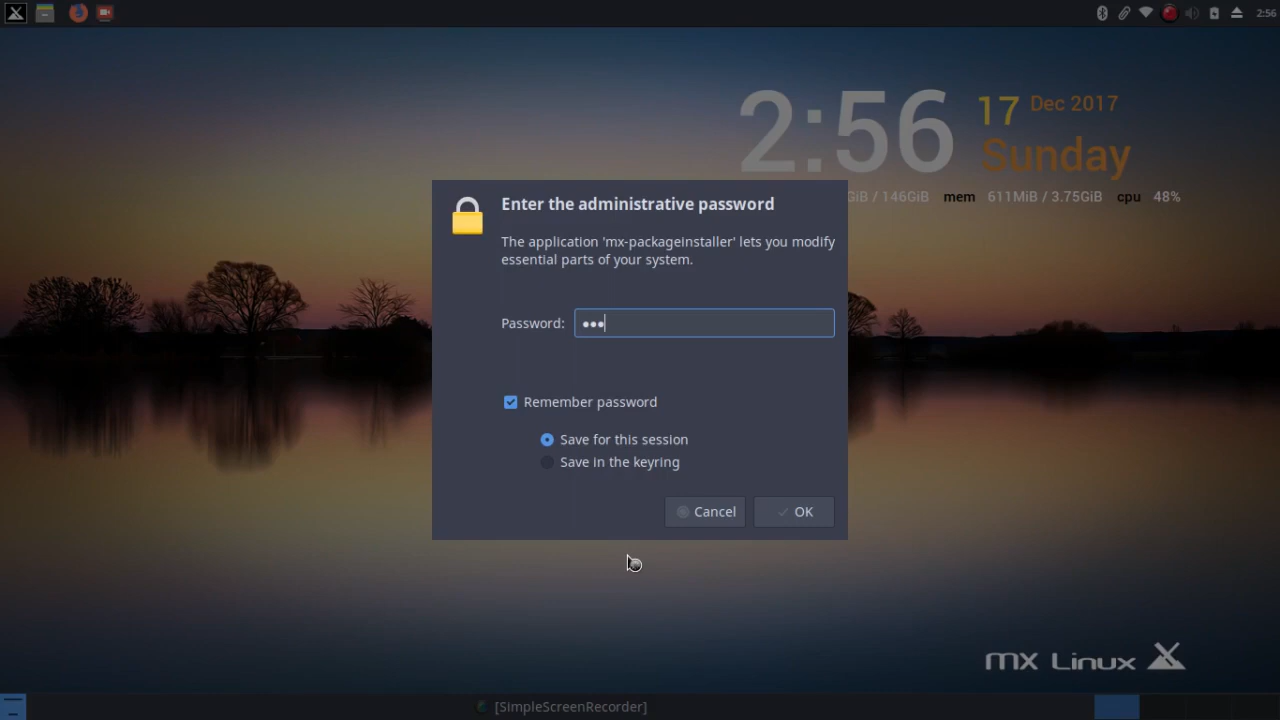 2:56
2:56
17 Dec 2017
Sunday
GiB / 146GiB mem 611MiB / 3.75GiB cpu 48%
Enter the administrative password
The application 'mx-packageinstaller' lets you modify
essential parts of your system.
Password: •••
Remember password
Save for this session
Save in the keyring
Cancel OK
MX Linux
[SimpleScreenRecorder]